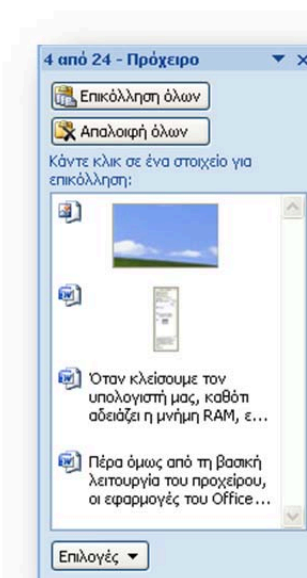 4 από 24 - Πρόχειρο
Επικόλληση όλων
Απαλοιφή όλων
Κάντε κλικ σε ένα στοιχείο για
επικόλληση:
Όταν κλείσουμε τον
υπολογιστή μας, καθότι
αδειάζει η μνήμη RAM, ε...
Πέρα όμως από τη βασική
λειτουργία του προχείρου,
οι εφαρμογές του Office...
Επιλογές